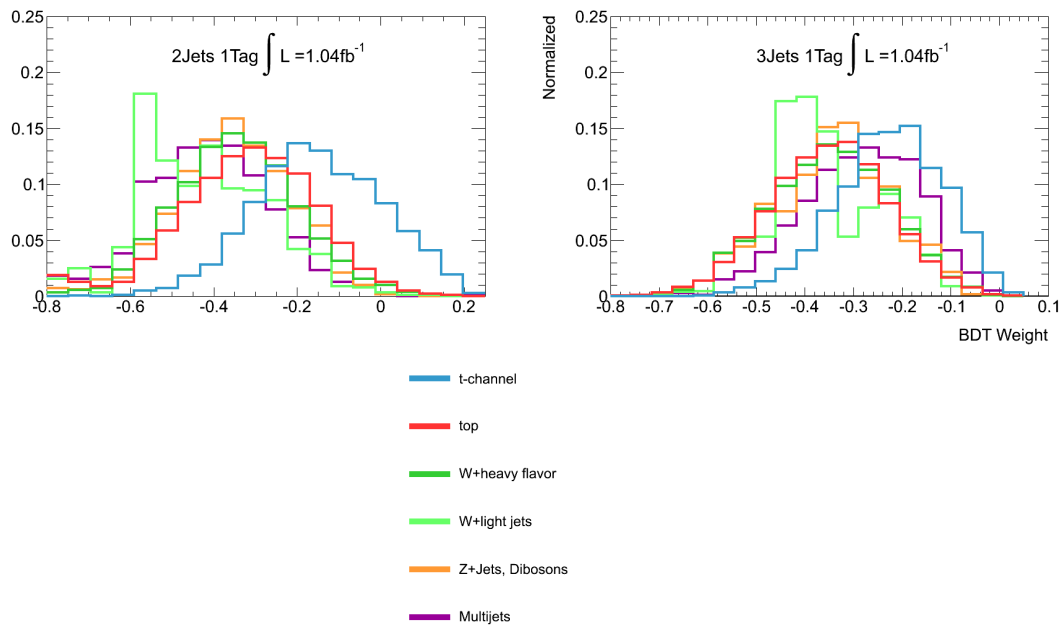 2Jets 1Tag ∫ L =1.04fb⁻¹
0.25
0.2
0.15
0.1
0.05
0
-0.8 -0.6 -0.4 -0.2 0 0.2
Normalized
3Jets 1Tag ∫ L =1.04fb⁻¹
0.25
0.2
0.15
0.1
0.05
0
-0.8 -0.7 -0.6 -0.5 -0.4 -0.3 -0.2 -0.1 0 0.1
BDT Weight
t-channel
top
W+heavy flavor
W+light jets
Z+Jets, Dibosons
Multijets